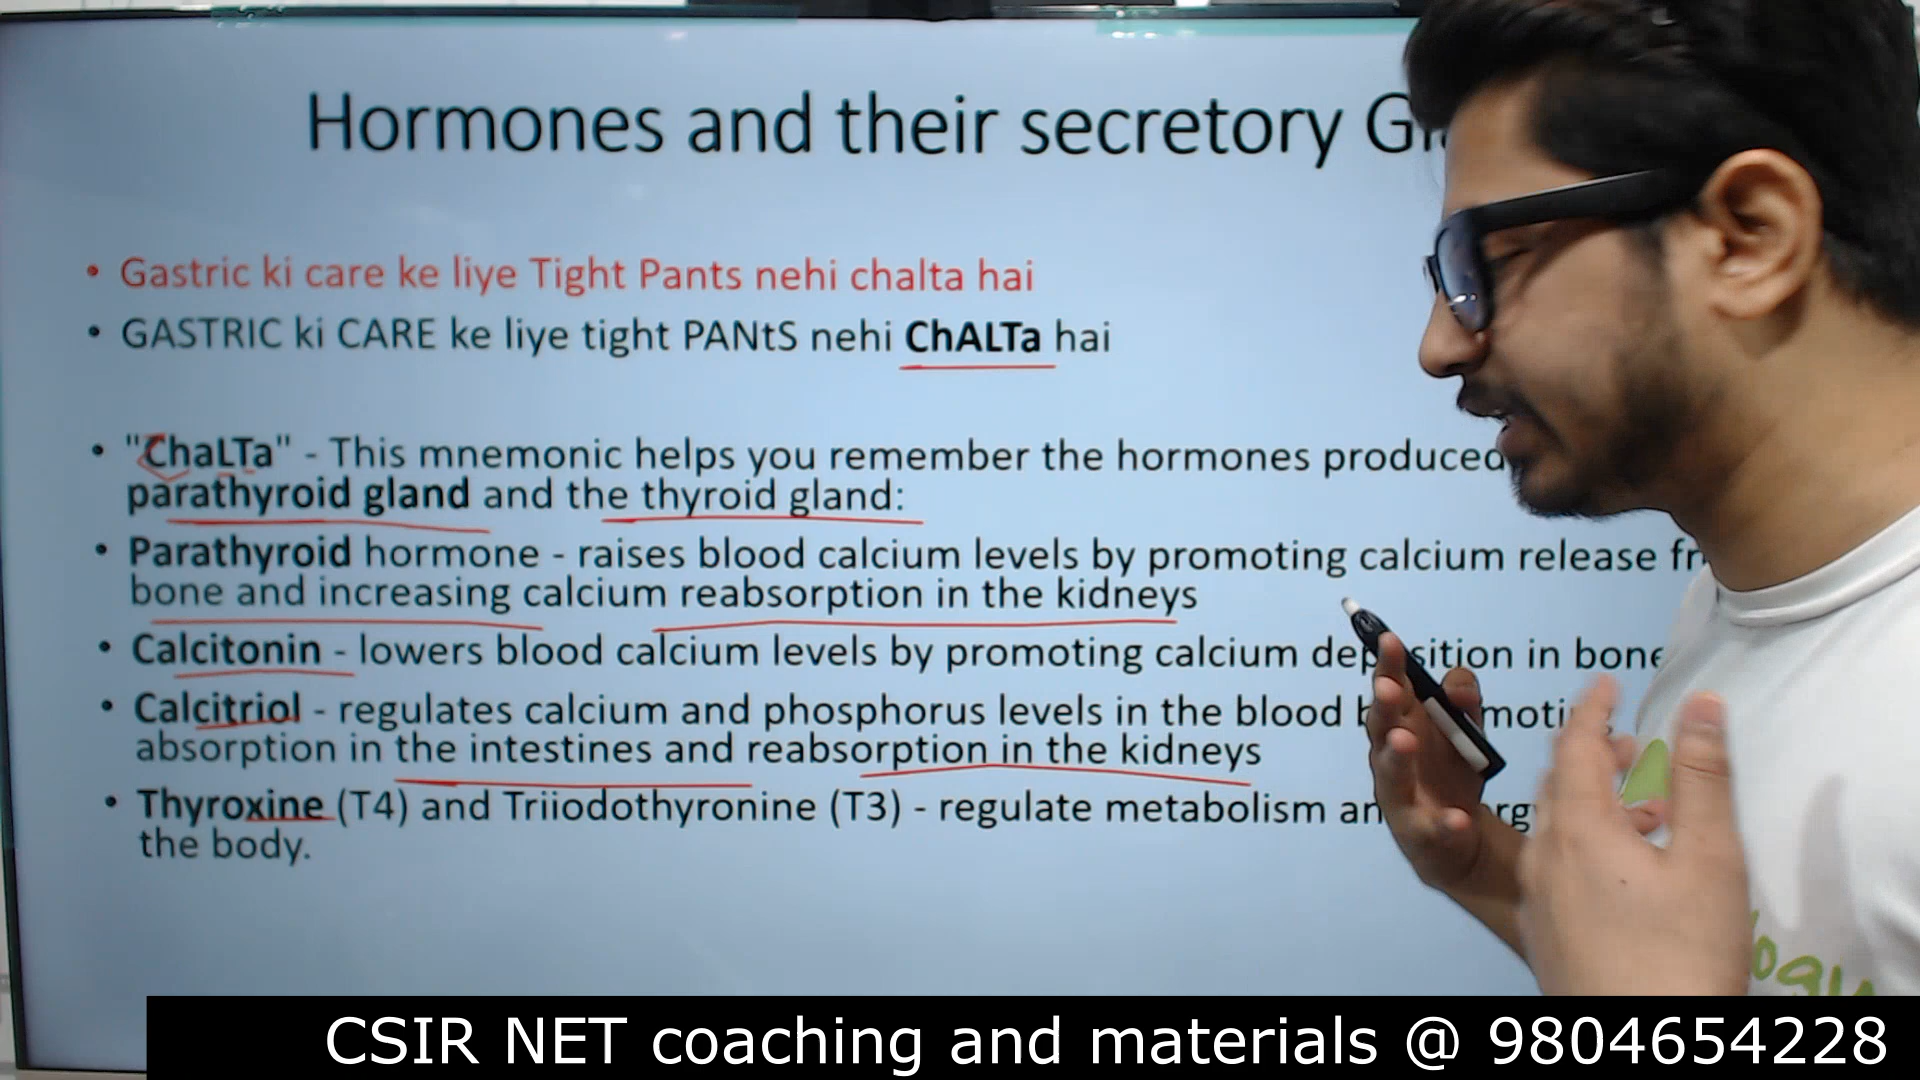 Hormones and their secretory
• Gastric ki care ke liye Tight Pants nehi chalta hai
• GASTRIC ki CARE ke liye tight PANtS nehi ChALTa hai
• "ChaLTa" - This mnemonic helps you remember the hormones produced
parathyroid gland and the thyroid gland:
• Parathyroid hormone - raises blood calcium levels by promoting calcium release
bone and increasing calcium reabsorption in the kidneys
• Calcitonin - lowers blood calcium levels by promoting calcium in
• Calcitriol - regulates calcium and phosphorus levels in the blood
absorption in the intestines and reabsorption in the kidneys
• Thyroxine (T4) and Triiodothyronine (T3) - regulate metabolism
the body.
CSIR NET coaching and materials @ 9804654228